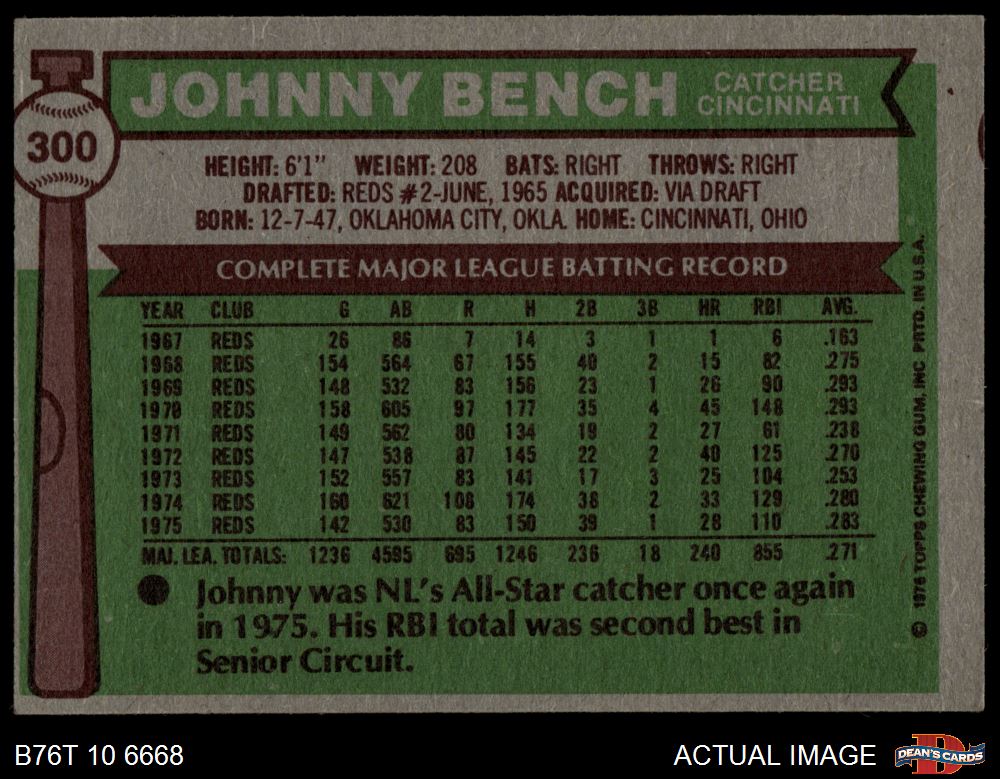 300
JOHNNY BENCH
CATCHER
CINCINNATI
HEIGHT: 6'1" WEIGHT: 208 BATS: RIGHT THROWS: RIGHT
DRAFTED: REDS #2-JUNE, 1965 ACQUIRED: VIA DRAFT
BORN: 12-7-47, OKLAHOMA CITY, OKLA. HOME: CINCINNATI, OHIO
COMPLETE MAJOR LEAGUE BATTING RECORD
YEAR CLUB G AB R H 2B 3B HR RBI AVG.
1967 REDS 26 86 7 14 3 1 1 6 .163
1968 REDS 154 564 67 155 40 2 15 82 .275
1969 REDS 148 532 83 156 23 1 26 90 .293
1970 REDS 158 605 97 177 35 4 45 148 .293
1971 REDS 149 562 80 134 19 2 27 61 .238
1972 REDS 147 538 87 145 22 2 40 125 .270
1973 REDS 152 557 83 141 17 3 25 104 .253
1974 REDS 160 621 108 174 38 2 33 129 .280
1975 REDS 142 530 83 150 39 1 28 110 .283
MAJ. LEA. TOTALS: 1236 4595 695 1246 236 18 240 855 .271
Johnny was NL's All-Star catcher once again
in 1975. His RBI total was second best in
Senior Circuit.
© 1976 TOPPS CHEWING GUM, INC PRTD. IN U.S.A.
B76T 10 6668
ACTUAL IMAGE
DEAN'S CARDS